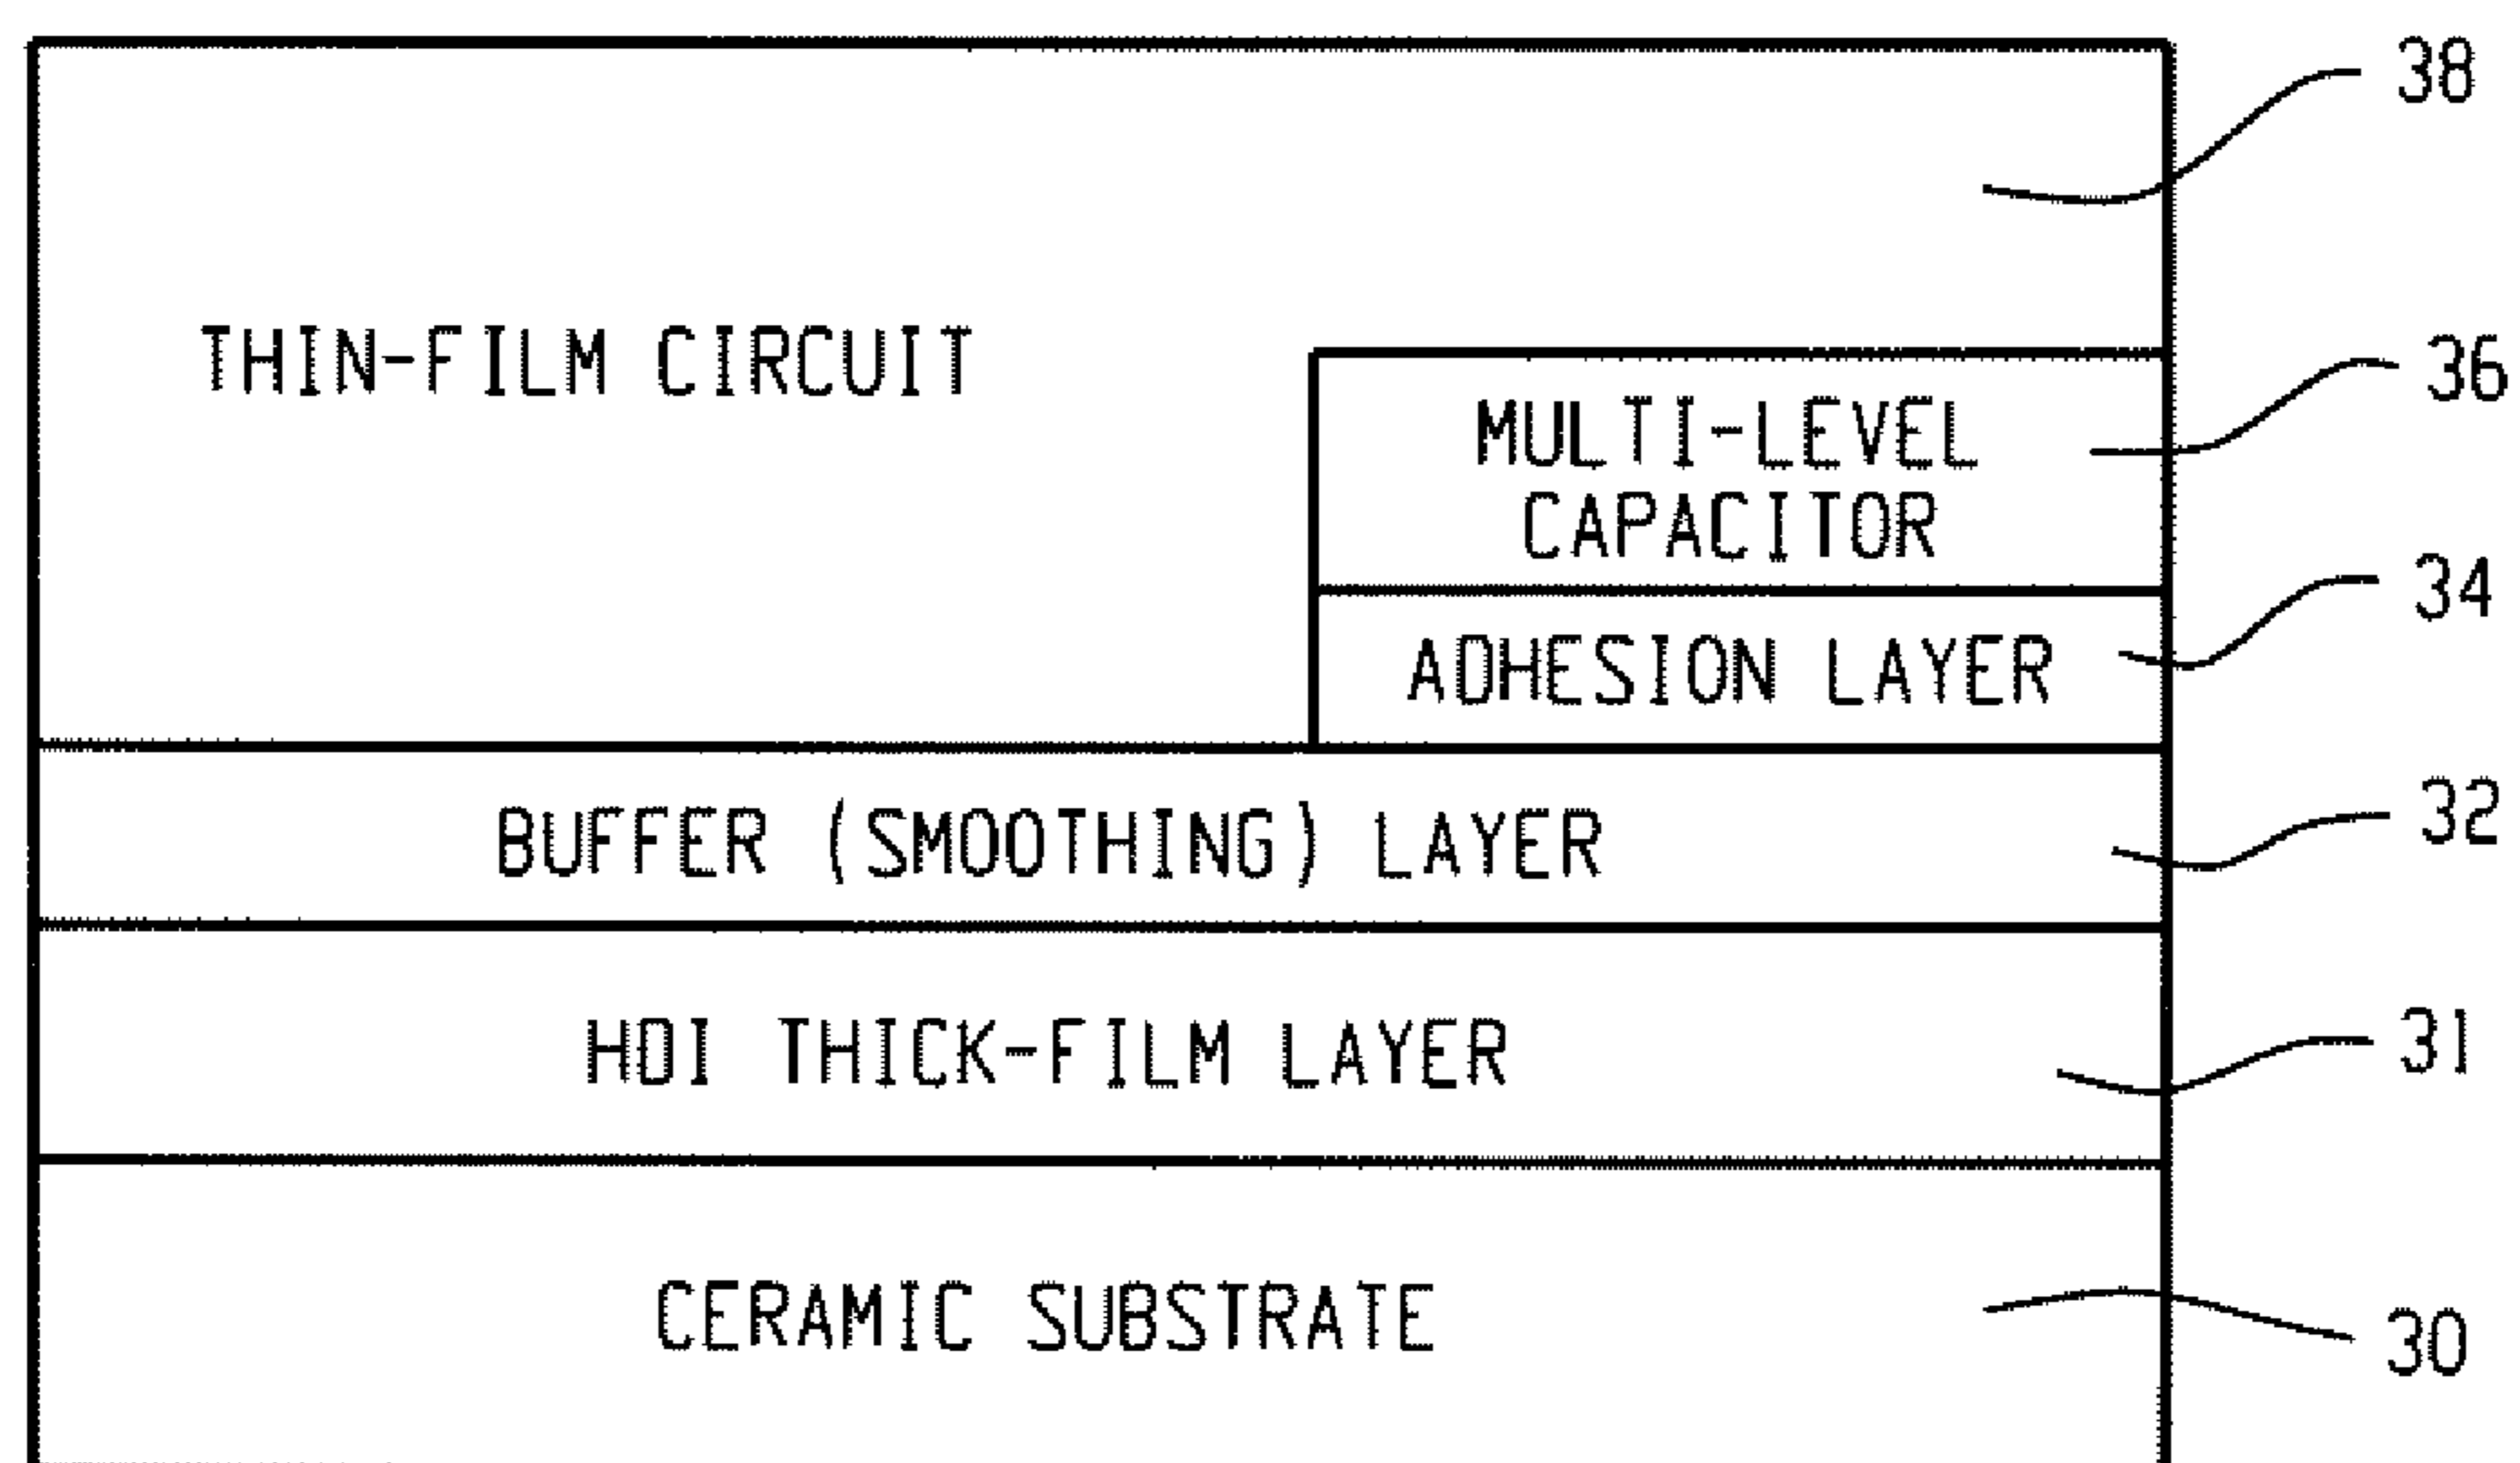 38
THIN-FILM CIRCUIT
36
MULTI-LEVEL
CAPACITOR
34
ADHESION LAYER
32
BUFFER (SMOOTHING) LAYER
31
HDI THICK-FILM LAYER
30
CERAMIC SUBSTRATE